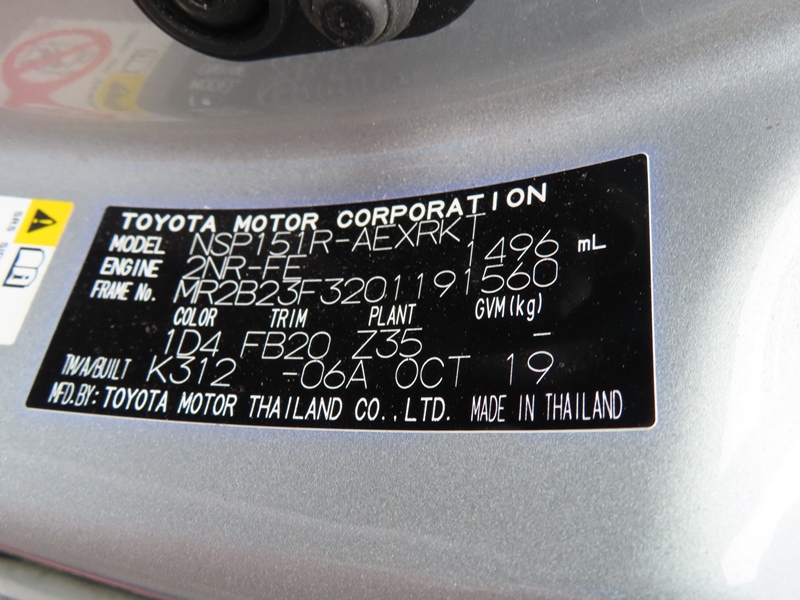 TOYOTA MOTOR CORPORATION
MODEL NSP151R-AEXRKT
ENGINE 2NR-FE 1496 mL
FRAME No. MR2B23F3201191560
COLOR TRIM PLANT GVM(kg)
1D4 FB20 Z35 –
TM/A/BUILT K312 -06A OCT 19
MFD.BY: TOYOTA MOTOR THAILAND CO.,LTD. MADE IN THAILAND
SRS